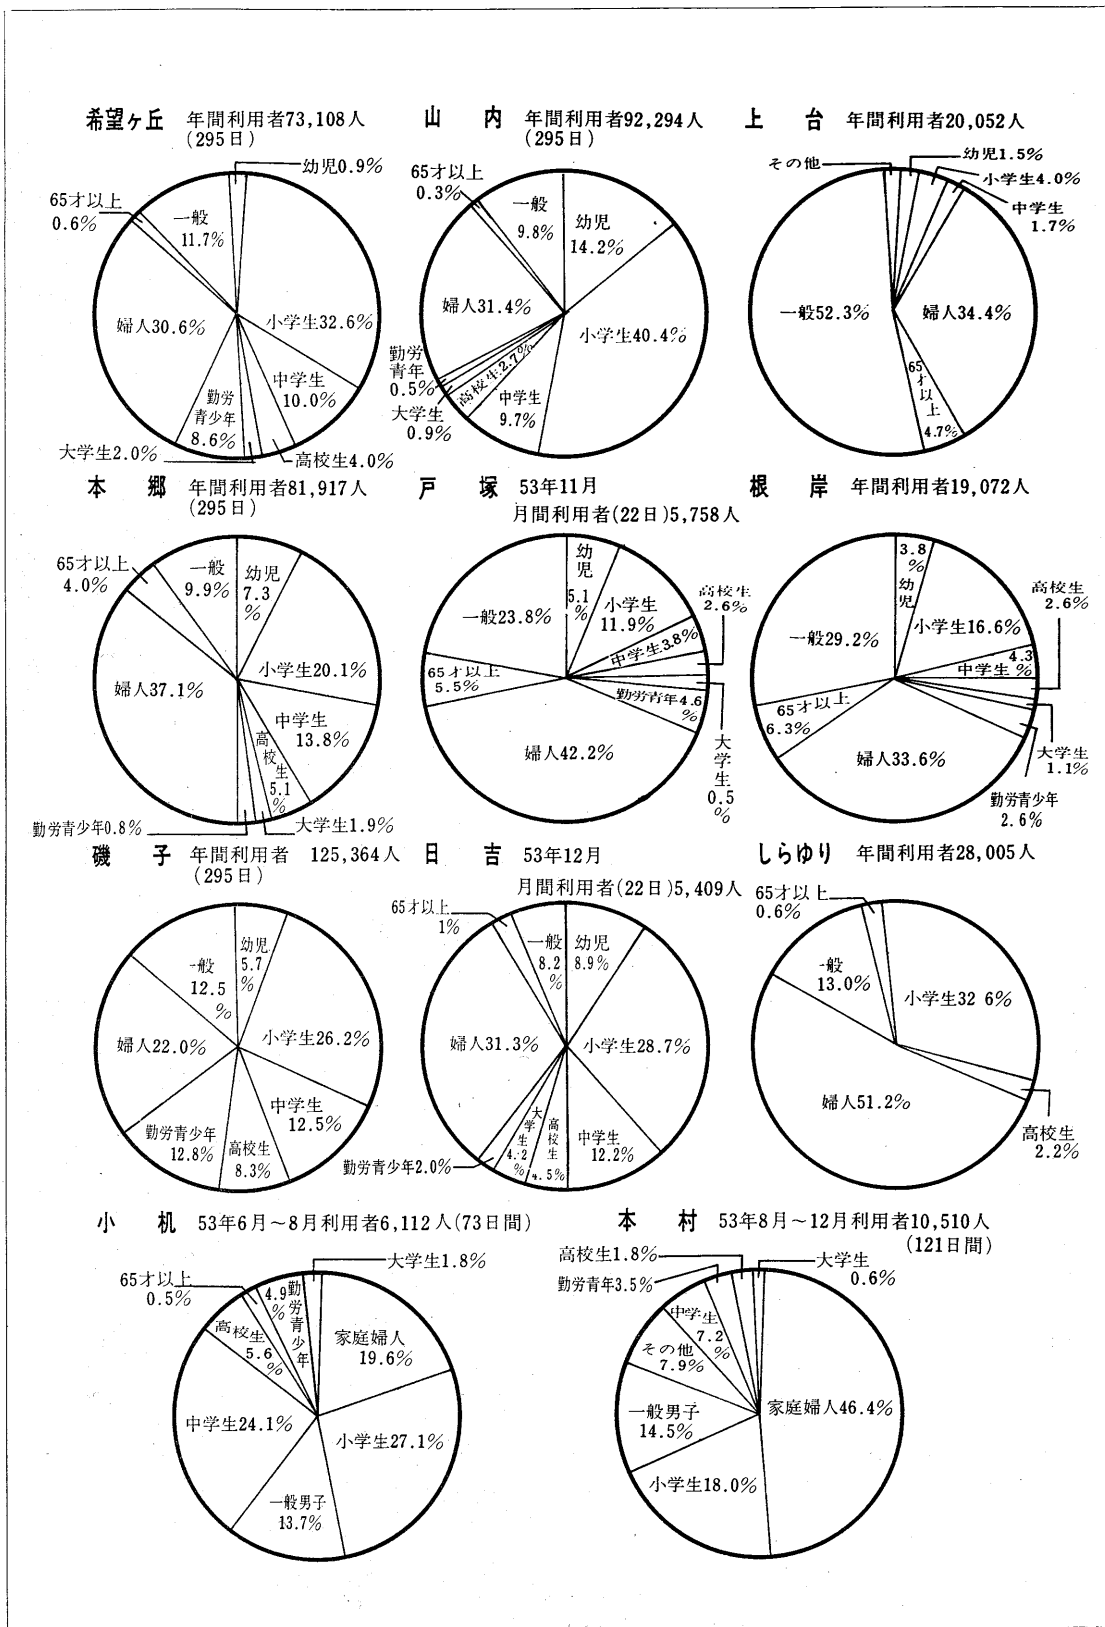 希望ヶ丘 年間利用者73,108人
(295日)
幼児0.9%
65才以上
0.6%
一般
11.7%
婦人30.6%
小学生32.6%
中学生
10.0%
勤労
青少年
8.6%
大学生2.0%
高校生4.0%
山内 年間利用者92,294人
(295日)
65才以上
0.3%
一般
9.8%
幼児
14.2%
婦人31.4%
小学生40.4%
勤労
青年
0.5%
高校生2.7%
大学生
0.9%
中学生
9.7%
上台 年間利用者20,052人
その他
幼児1.5%
小学生4.0%
中学生
1.7%
一般52.3%
婦人34.4%
65才以上
4.7%
本郷 年間利用者81,917人
(295日)
65才以上
4.0%
一般
9.9%
幼児
7.3
%
小学生20.1%
婦人37.1%
中学生
13.8%
高校生
5.1
%
勤労青少年0.8%
大学生1.9%
戸塚 53年11月
月間利用者(22日)5,758人
幼児
5.1
%
小学生
11.9%
高校生
2.6%
一般23.8%
中学生3.8%
65才以上
5.5%
勤労青年4.6
%
婦人42.2%
大学生
0.5
%
根岸 年間利用者19,072人
3.8
%
幼児
高校生
2.6%
小学生16.6%
一般29.2%
4.3
中学生%
65才以上
6.3%
婦人33.6%
大学生
1.1%
勤労青少年
2.6%
磯子 年間利用者 125,364人
(295日)
幼児
5.7
%
一般
12.5
%
小学生26.2%
婦人22.0%
中学生
12.5%
勤労青少年
12.8%
高校生
8.3%
日吉 53年12月
月間利用者(22日)5,409人
65才以上
1%
一般
8.2
%
幼児
8.9%
婦人31.3%
小学生28.7%
大学生
4.2
%
高校生
4.5%
中学生
12.2%
勤労青少年2.0%
しらゆり 年間利用者28,005人
65才以上
0.6%
一般
13.0%
小学生32 6%
婦人51.2%
高校生
2.2%
小机 53年6月～8月利用者6,112人(73日間)
大学生1.8%
65才以上
0.5%
4.9
%
勤労青少年
高校生
5.6
%
家庭婦人
19.6%
中学生24.1%
小学生27.1%
一般男子
13.7%
本村 53年8月～12月利用者10,510人
(121日間)
高校生1.8%
大学生
0.6%
勤労青年3.5%
中学生
7.2
%
その他
7.9%
家庭婦人46.4%
一般男子
14.5%
小学生18.0%